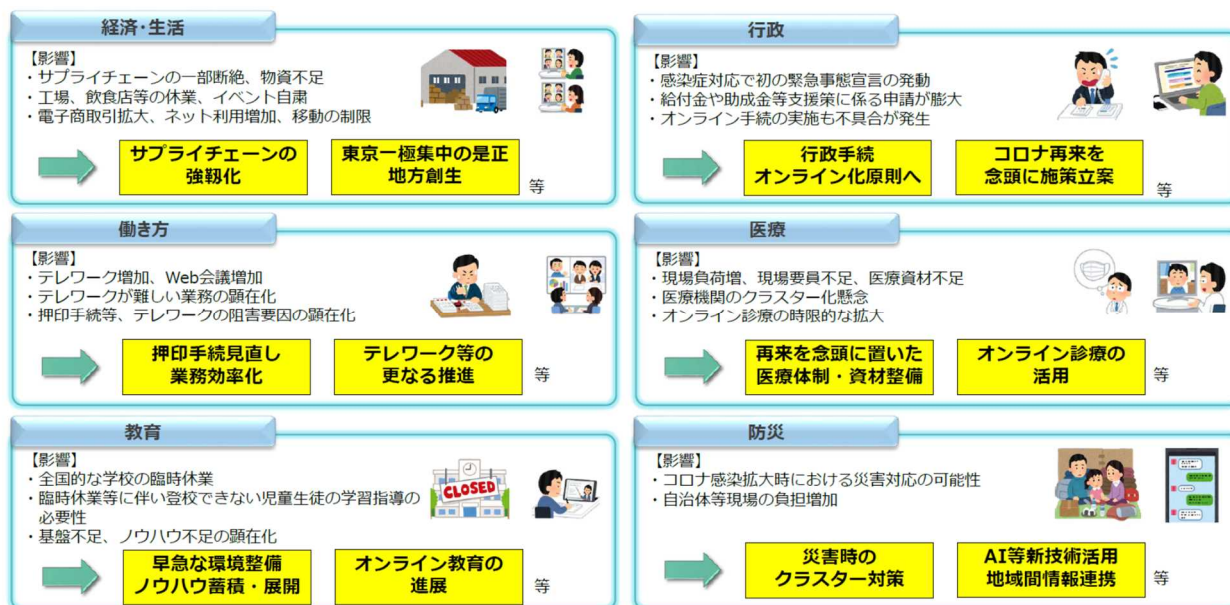 経済・生活
【影響】
・サプライチェーンの一部断絶、物資不足
・工場、飲食店等の休業、イベント自粛
・電子商取引拡大、ネット利用増加、移動の制限
サプライチェーンの
強靱化
東京一極集中の是正
地方創生
等
行政
【影響】
・感染症対応で初の緊急事態宣言の発動
・給付金や助成金等支援策に係る申請が膨大
・オンライン手続の実施も不具合が発生
行政手続
オンライン化原則へ
コロナ再来を
念頭に施策立案
等
働き方
【影響】
・テレワーク増加、Web会議増加
・テレワークが難しい業務の顕在化
・押印手続等、テレワークの阻害要因の顕在化
押印手続見直し
業務効率化
テレワーク等の
更なる推進
等
医療
【影響】
・現場負荷増、現場要員不足、医療資材不足
・医療機関のクラスター化懸念
・オンライン診療の時限的な拡大
再来を念頭に置いた
医療体制・資材整備
オンライン診療の
活用
等
教育
【影響】
・全国的な学校の臨時休業
・臨時休業等に伴い登校できない児童生徒の学習指導の
必要性
・基盤不足、ノウハウ不足の顕在化
CLOSED
早急な環境整備
ノウハウ蓄積・展開
オンライン教育の
進展
等
防災
【影響】
・コロナ感染拡大時における災害対応の可能性
・自治体等現場の負担増加
災害時の
クラスター対策
AI等新技術活用
地域間情報連携
等